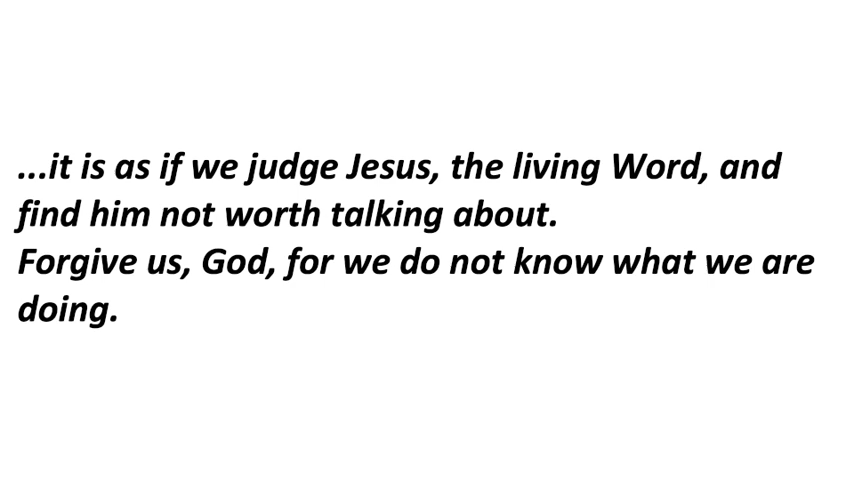 ...it is as if we judge Jesus, the living Word, and
find him not worth talking about.
Forgive us, God, for we do not know what we are
doing.